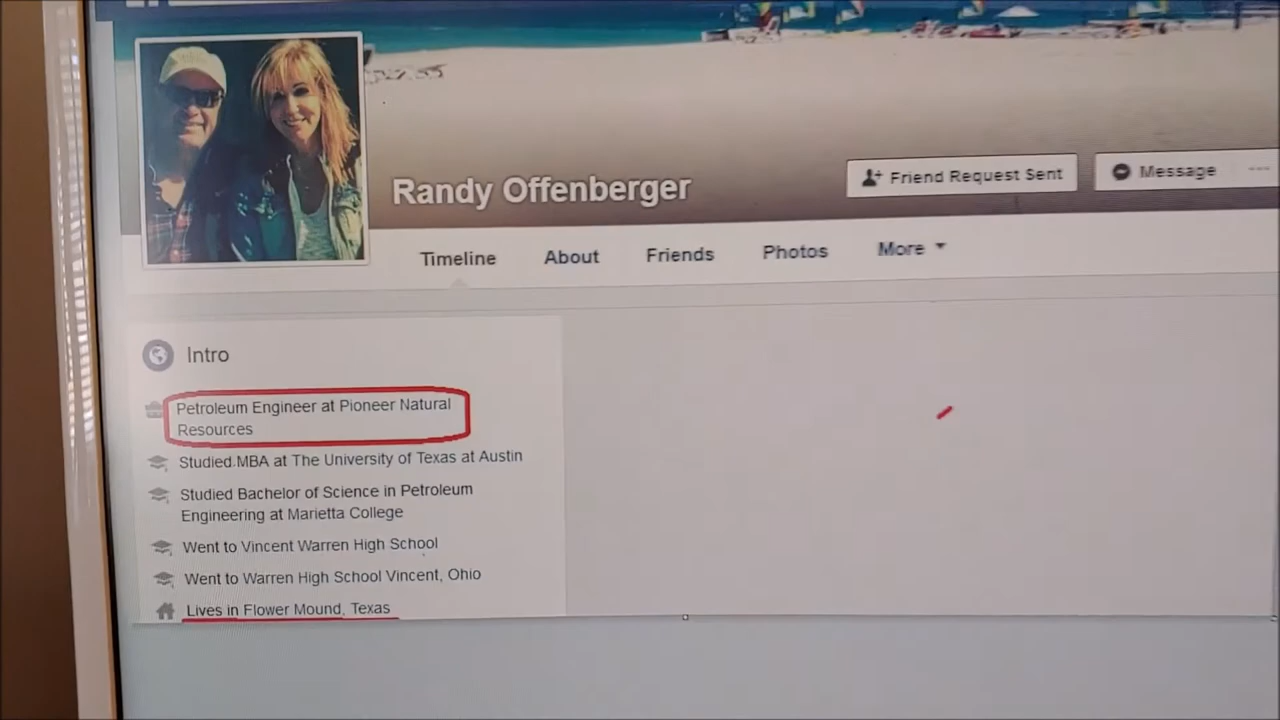 Randy Offenberger
Friend Request Sent
Message
Timeline
About
Friends
Photos
More
Intro
Petroleum Engineer at Pioneer Natural
Resources
Studied MBA at The University of Texas at Austin
Studied Bachelor of Science in Petroleum
Engineering at Marietta College
Went to Vincent Warren High School
Went to Warren High School Vincent, Ohio
Lives in Flower Mound, Texas